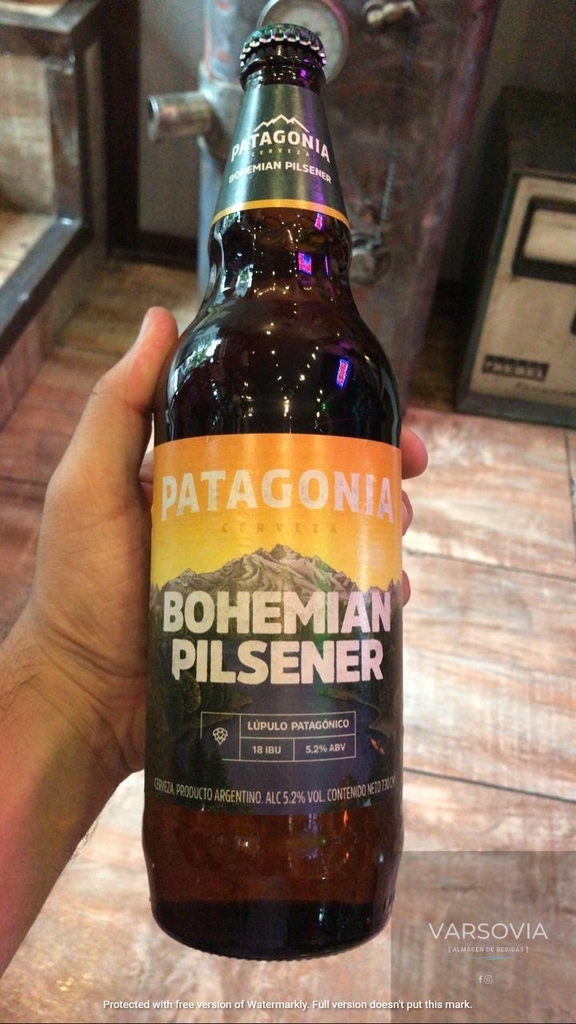 PATAGONIA
CERVEZA
BOHEMIAN PILSENER
PATAGONIA
CERVEZA
BOHEMIAN
PILSENER
LÚPULO PATAGÓNICO
18 IBU
5.2% ABV
CERVEZA. PRODUCTO ARGENTINO. ALC 5.2% VOL. CONTENIDO NETO 730 C
VARSOVIA
[ ALMACÉN DE BEBIDAS ]
Protected with free version of Watermarkly. Full version doesn't put this mark.